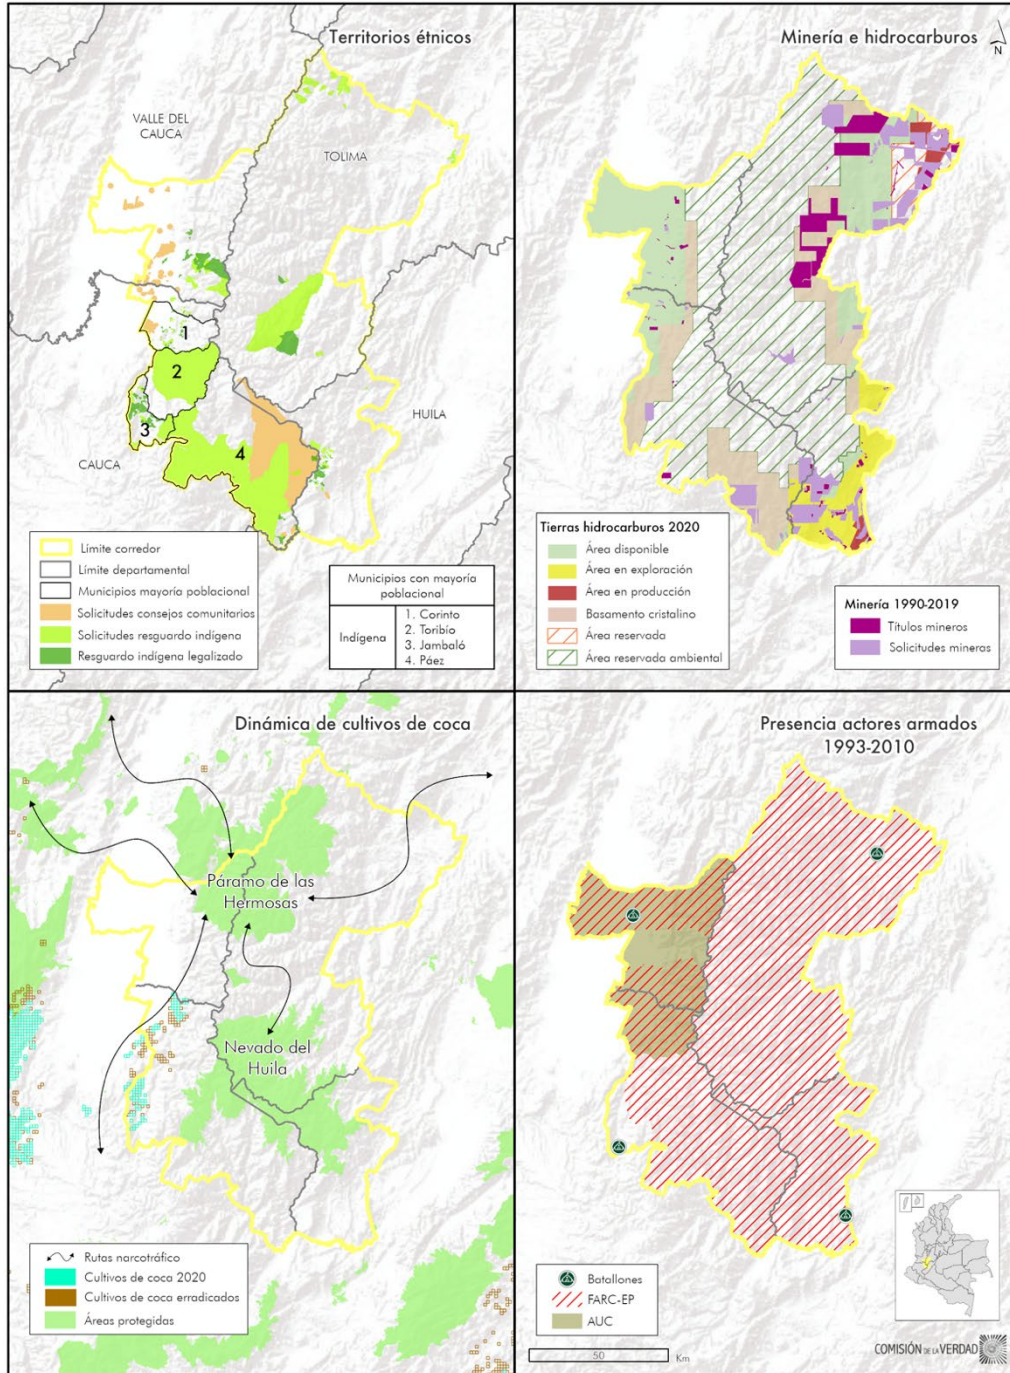 Territorios étnicos
VALLE DEL
CAUCA
TOLIMA
1
2
3
4
HUILA
CAUCA
Límite corredor
Límite departamental
Municipios mayoría poblacional
Solicitudes consejos comunitarios
Solicitudes resguardo indígena
Resguardo indígena legalizado
Municipios con mayoría
poblacional
Indígena
1. Corinto
2. Toribío
3. Jambaló
4. Páez
Minería e hidrocarburos
N
Tierras hidrocarburos 2020
Área disponible
Área en exploración
Área en producción
Basamento cristalino
Área reservada
Área reservada ambiental
Minería 1990-2019
Títulos mineros
Solicitudes mineras
Dinámica de cultivos de coca
Páramo de las
Hermosas
Nevado del
Huila
Rutas narcotráfico
Cultivos de coca 2020
Cultivos de coca erradicados
Áreas protegidas
Presencia actores armados
1993-2010
Batallones
FARC-EP
AUC
50
Km
COMISIÓN DE LA VERDAD